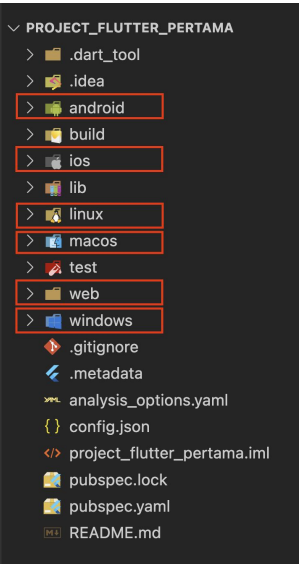 PROJECT_FLUTTER_PERTAMA
.dart_tool
.idea
android
build
ios
lib
linux
macos
test
web
windows
.gitignore
.metadata
analysis_options.yaml
config.json
project_flutter_pertama.iml
pubspec.lock
pubspec.yaml
README.md